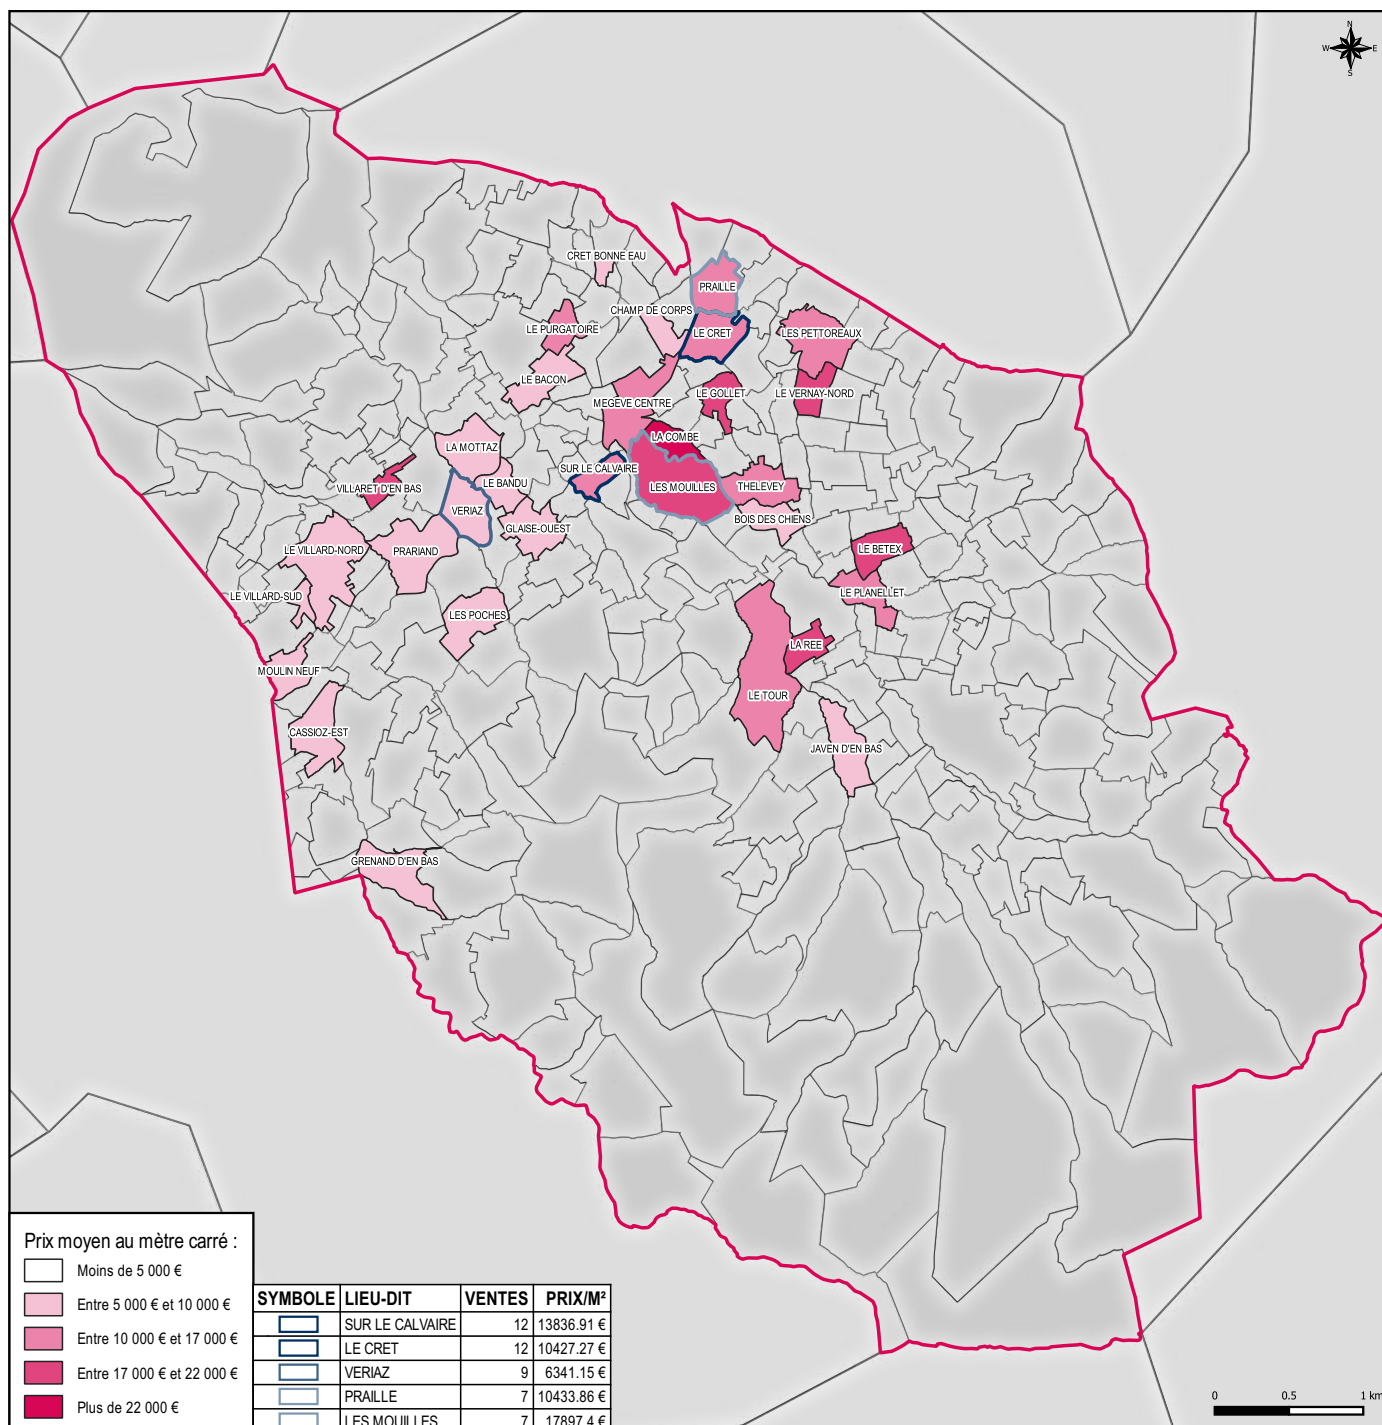 N
W E
S
CRET BONNE EAU
PRAILLE
CHAMP DE CORPS
LE PURGATOIRE
LE CRET
LES PETTOREAUX
LE BACON
LE GOLLET
LE VERNAY-NORD
MEGEVE CENTRE
LA COMBE
LA MOTTAZ
SUR LE CALVAIRE
LE BANDU
VILLARET D'EN BAS
LES MOUILLES
THELEVEY
VERIAZ
BOIS DES CHIENS
GLAISE-OUEST
LE VILLARD-NORD
PRARIAND
LE BETEX
LE VILLARD-SUD
LE PLANELLET
LES POCHES
LA REE
MOULIN NEUF
LE TOUR
CASSIOZ-EST
JAVEN D'EN BAS
GRENAND D'EN BAS
Prix moyen au mètre carré :
Moins de 5 000 €
Entre 5 000 € et 10 000 €
Entre 10 000 € et 17 000 €
Entre 17 000 € et 22 000 €
Plus de 22 000 €
SYMBOLE LIEU-DIT VENTES PRIX/M²
SUR LE CALVAIRE 12 13836.91 €
LE CRET 12 10427.27 €
VERIAZ 9 6341.15 €
PRAILLE 7 10433.86 €
LES MOUILLES 7 17897.4 €
0 0.5 1 km